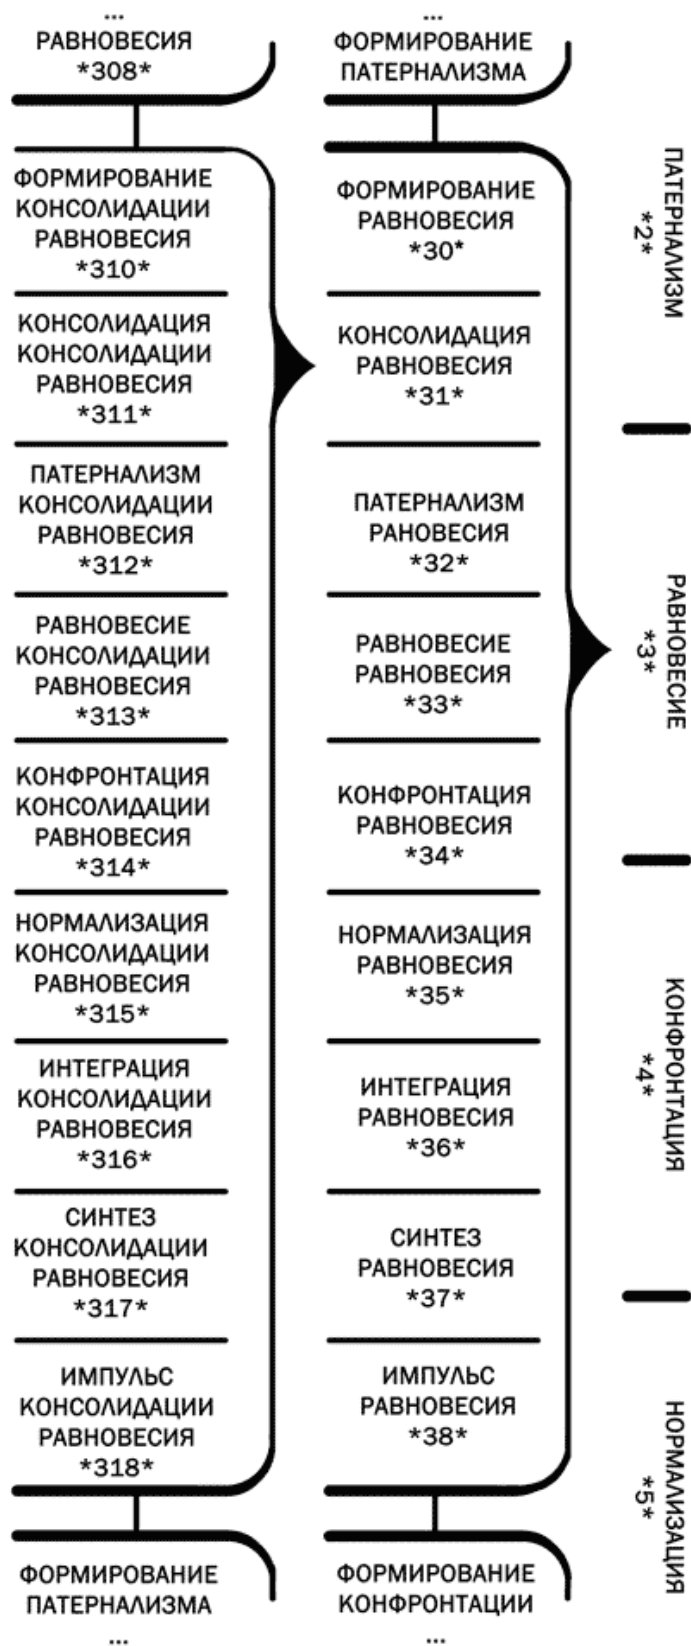 ...
РАВНОВЕСИЯ
*308*
ФОРМИРОВАНИЕ
КОНСОЛИДАЦИИ
РАВНОВЕСИЯ
*310*
КОНСОЛИДАЦИЯ
КОНСОЛИДАЦИИ
РАВНОВЕСИЯ
*311*
ПАТЕРНАЛИЗМ
КОНСОЛИДАЦИИ
РАВНОВЕСИЯ
*312*
РАВНОВЕСИЕ
КОНСОЛИДАЦИИ
РАВНОВЕСИЯ
*313*
КОНФРОНТАЦИЯ
КОНСОЛИДАЦИИ
РАВНОВЕСИЯ
*314*
НОРМАЛИЗАЦИЯ
КОНСОЛИДАЦИИ
РАВНОВЕСИЯ
*315*
ИНТЕГРАЦИЯ
КОНСОЛИДАЦИИ
РАВНОВЕСИЯ
*316*
СИНТЕЗ
КОНСОЛИДАЦИИ
РАВНОВЕСИЯ
*317*
ИМПУЛЬС
КОНСОЛИДАЦИИ
РАВНОВЕСИЯ
*318*
ФОРМИРОВАНИЕ
ПАТЕРНАЛИЗМА
...
...
ФОРМИРОВАНИЕ
ПАТЕРНАЛИЗМА
ФОРМИРОВАНИЕ
РАВНОВЕСИЯ
*30*
КОНСОЛИДАЦИЯ
РАВНОВЕСИЯ
*31*
ПАТЕРНАЛИЗМ
РАНОВЕСИЯ
*32*
РАВНОВЕСИЕ
РАВНОВЕСИЯ
*33*
КОНФРОНТАЦИЯ
РАВНОВЕСИЯ
*34*
НОРМАЛИЗАЦИЯ
РАВНОВЕСИЯ
*35*
ИНТЕГРАЦИЯ
РАВНОВЕСИЯ
*36*
СИНТЕЗ
РАВНОВЕСИЯ
*37*
ИМПУЛЬС
РАВНОВЕСИЯ
*38*
ФОРМИРОВАНИЕ
КОНФРОНТАЦИИ
...
ПАТЕРНАЛИЗМ
*2*
РАВНОВЕСИЕ
*3*
КОНФРОНТАЦИЯ
*4*
НОРМАЛИЗАЦИЯ
*5*